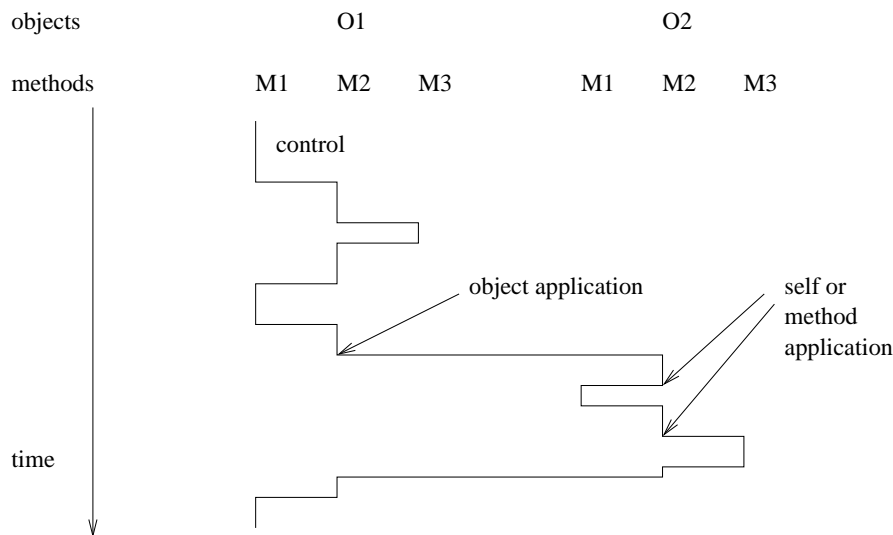 objects O1 O2
methods M1 M2 M3 M1 M2 M3
control
object application
self or
method
application
time